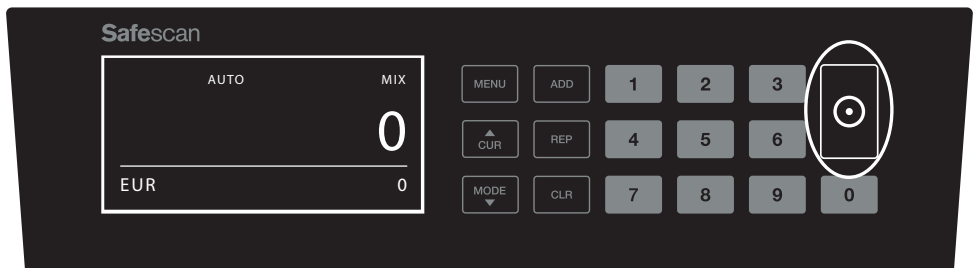 Safescan
AUTO MIX
0
EUR 0
MENU ADD 1 2 3
CUR REP 4 5 6
MODE CLR 7 8 9 0